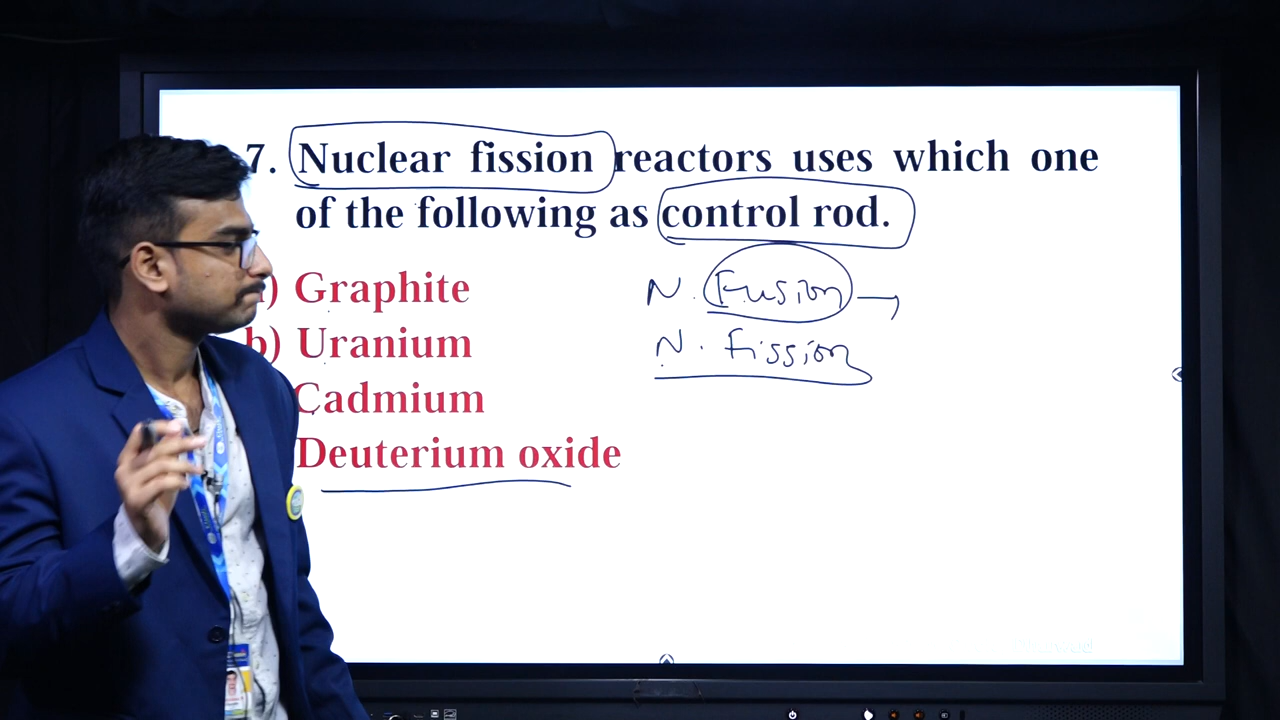 7. Nuclear fission reactors uses which one
of the following as control rod.
) Graphite
b) Uranium
Cadmium
Deuterium oxide
N. Fusion →
N. Fission